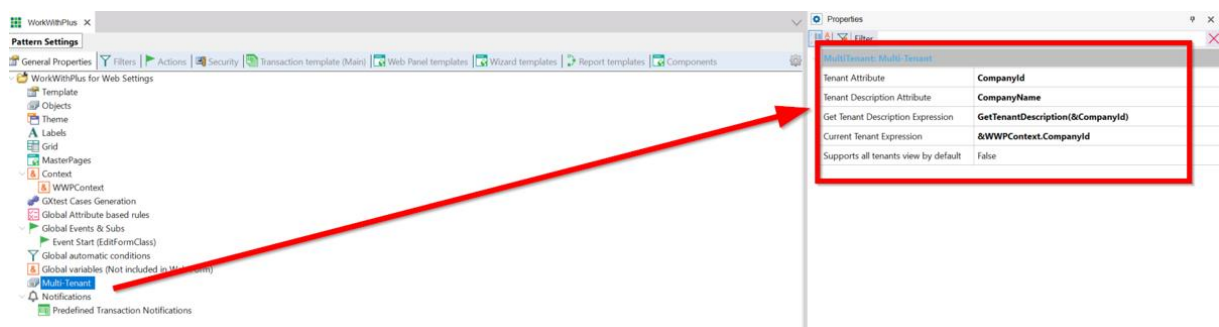 WorkWithPlus
Pattern Settings
General Properties Filters Actions Security Transaction template (Main) Web Panel templates Wizard templates Report templates Components
WorkWithPlus for Web Settings
Template
Objects
Theme
Labels
Grid
MasterPages
Context
WWPContext
GXtest Cases Generation
Global Attribute based rules
Global Events & Subs
Event Start (EditFormClass)
Global automatic conditions
Global variables (Not included in WebForm)
Multi-Tenant
Notifications
Predefined Transaction Notifications
Properties
Filter
MultiTenant: Multi-Tenant
Tenant Attribute CompanyId
Tenant Description Attribute CompanyName
Get Tenant Description Expression GetTenantDescription(&CompanyId)
Current Tenant Expression &WWPContext.CompanyId
Supports all tenants view by default False